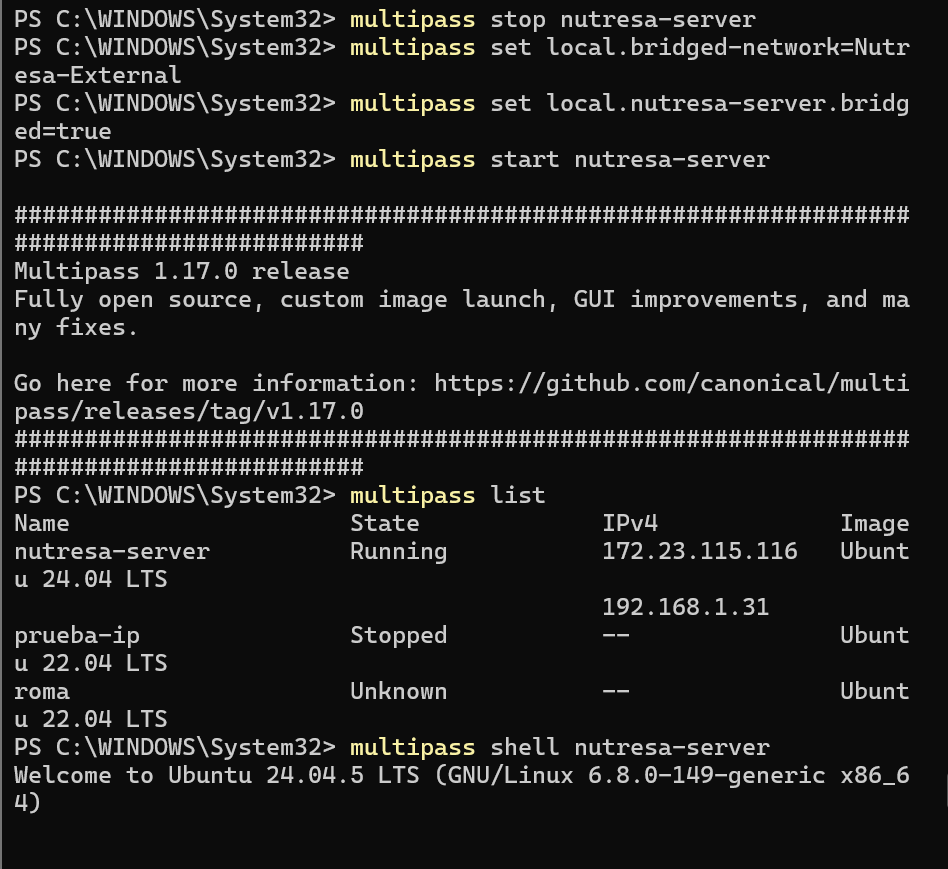 PS C:\WINDOWS\System32> multipass stop nutresa-server
PS C:\WINDOWS\System32> multipass set local.bridged-network=Nutr
esa-External
PS C:\WINDOWS\System32> multipass set local.nutresa-server.bridg
ed=true
PS C:\WINDOWS\System32> multipass start nutresa-server
################################################################
#########################
Multipass 1.17.0 release
Fully open source, custom image launch, GUI improvements, and ma
ny fixes.
Go here for more information: https://github.com/canonical/multi
pass/releases/tag/v1.17.0
################################################################
#########################
PS C:\WINDOWS\System32> multipass list
Name                    State             IPv4             Image
nutresa-server          Running           172.23.115.116   Ubunt
u 24.04 LTS
                                          192.168.1.31
prueba-ip               Stopped           --               Ubunt
u 22.04 LTS
roma                    Unknown           --               Ubunt
u 22.04 LTS
PS C:\WINDOWS\System32> multipass shell nutresa-server
Welcome to Ubuntu 24.04.5 LTS (GNU/Linux 6.8.0-149-generic x86_6
4)